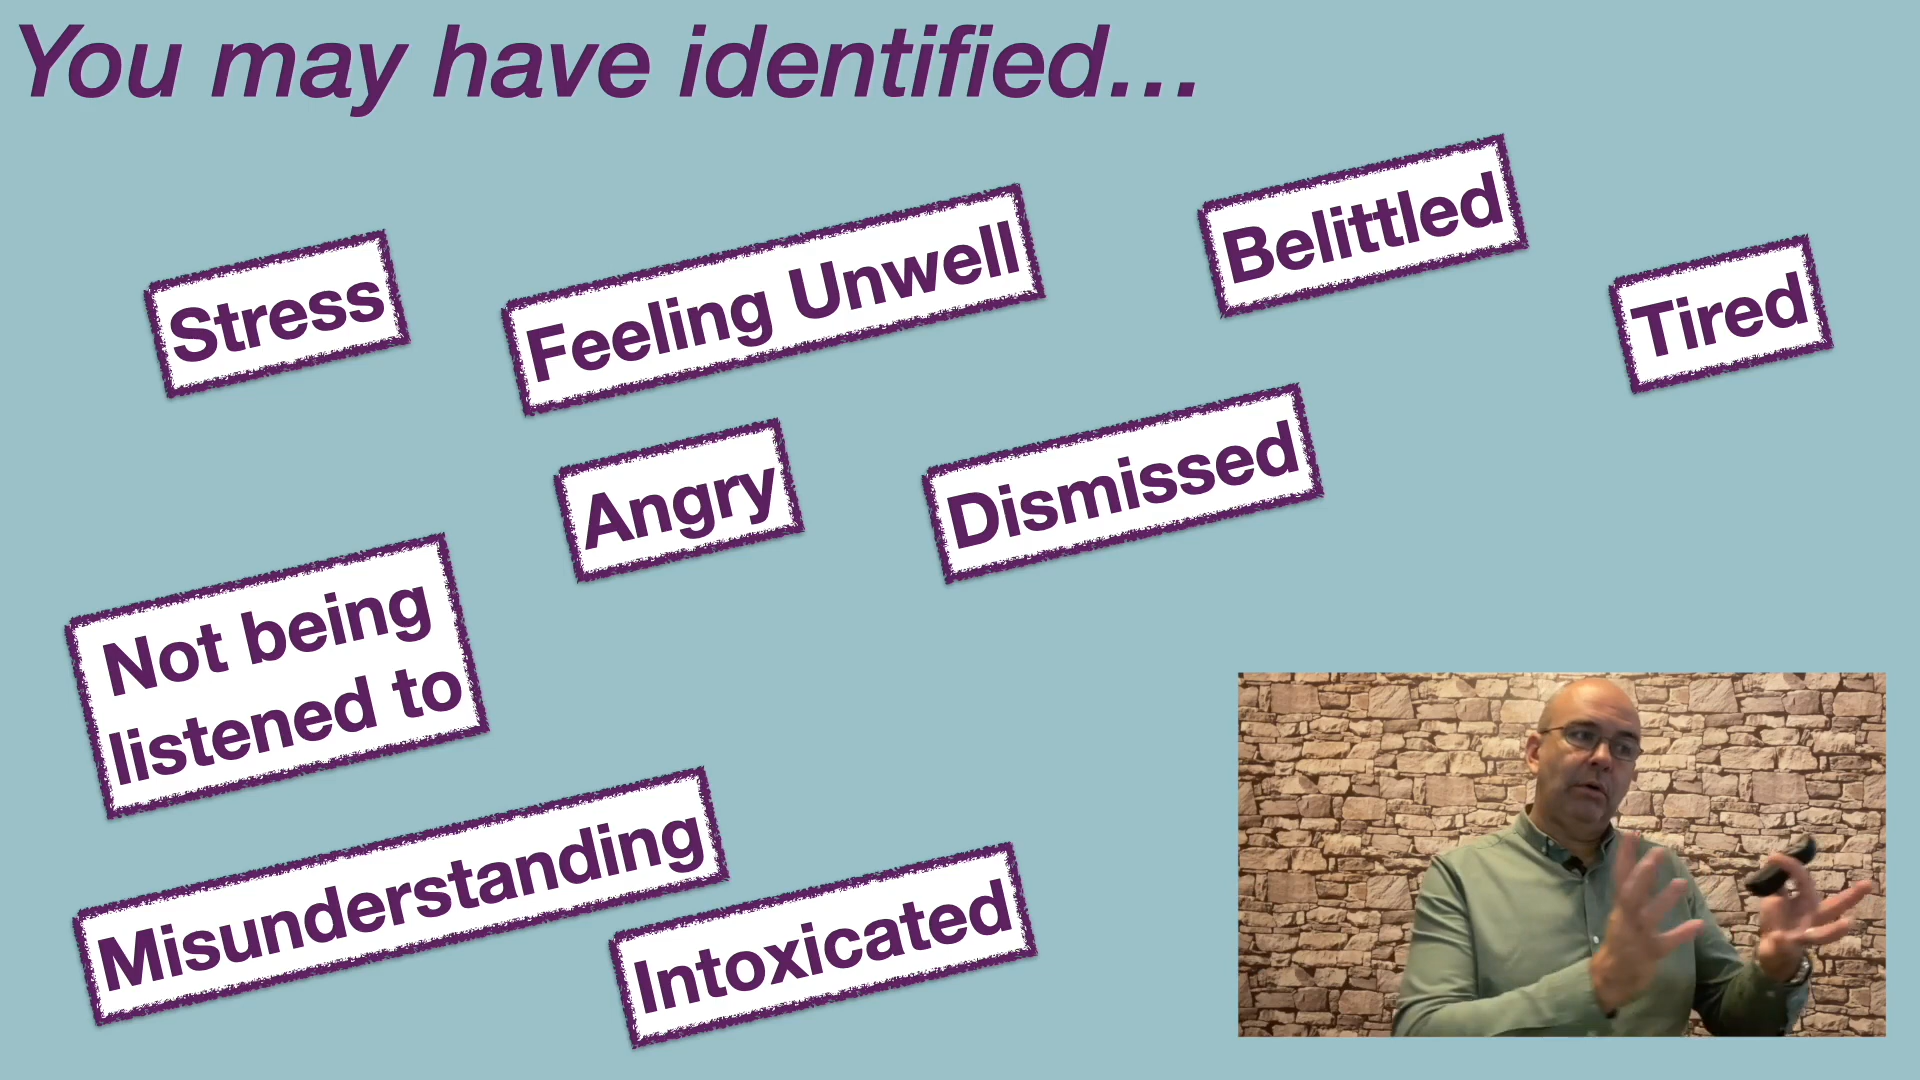 You may have identified...
Stress
Feeling Unwell
Belittled
Tired
Angry
Dismissed
Not being
listened to
Misunderstanding
Intoxicated